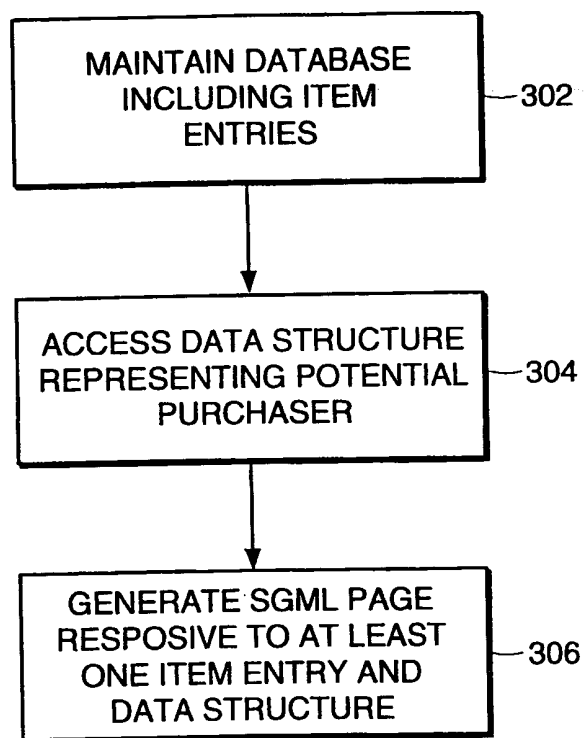 MAINTAIN DATABASE
INCLUDING ITEM
ENTRIES
302
ACCESS DATA STRUCTURE
REPRESENTING POTENTIAL
PURCHASER
304
GENERATE SGML PAGE
RESPOSIVE TO AT LEAST
ONE ITEM ENTRY AND
DATA STRUCTURE
306